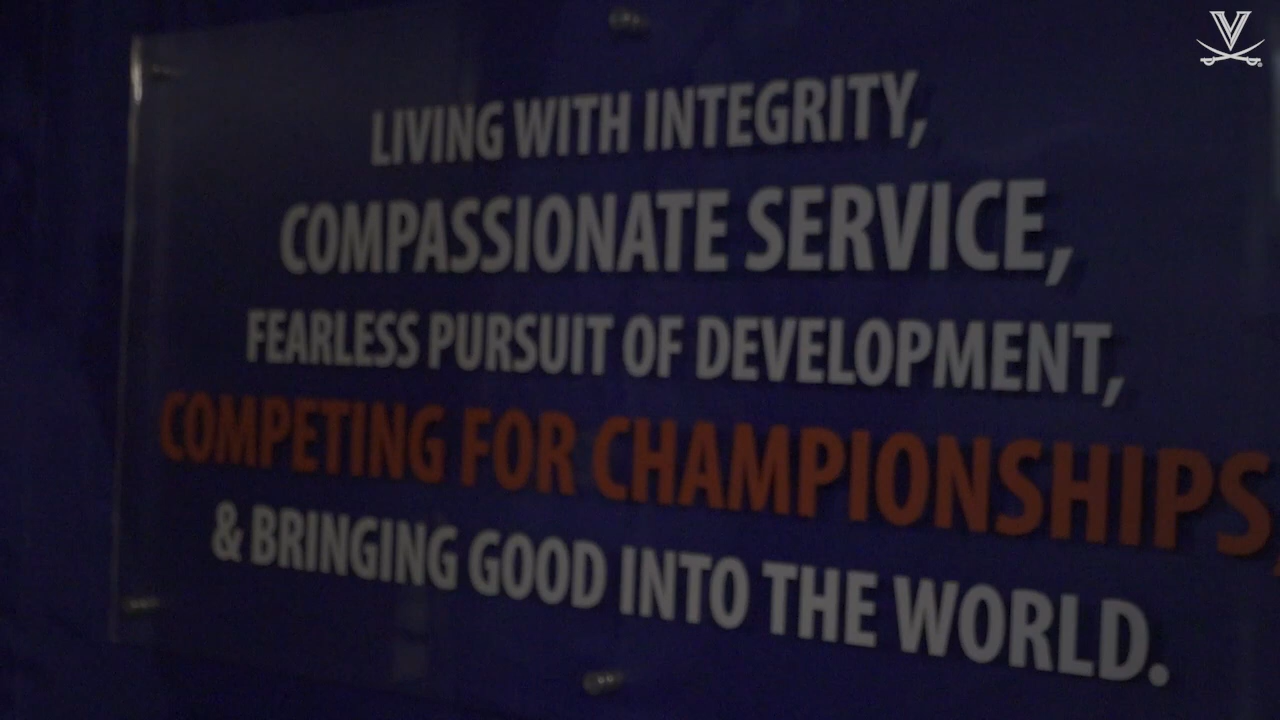 LIVING WITH INTEGRITY,
COMPASSIONATE SERVICE,
FEARLESS PURSUIT OF DEVELOPMENT,
COMPETING FOR CHAMPIONSHIPS,
& BRINGING GOOD INTO THE WORLD.
V